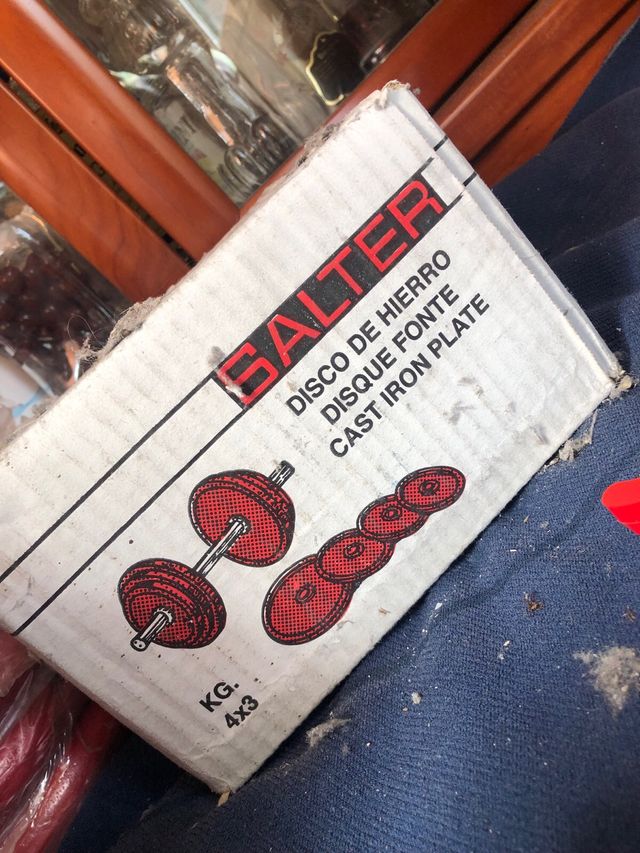 SALTER
DISCO DE HIERRO
DISQUE FONTE
CAST IRON PLATE
KG.
4x3